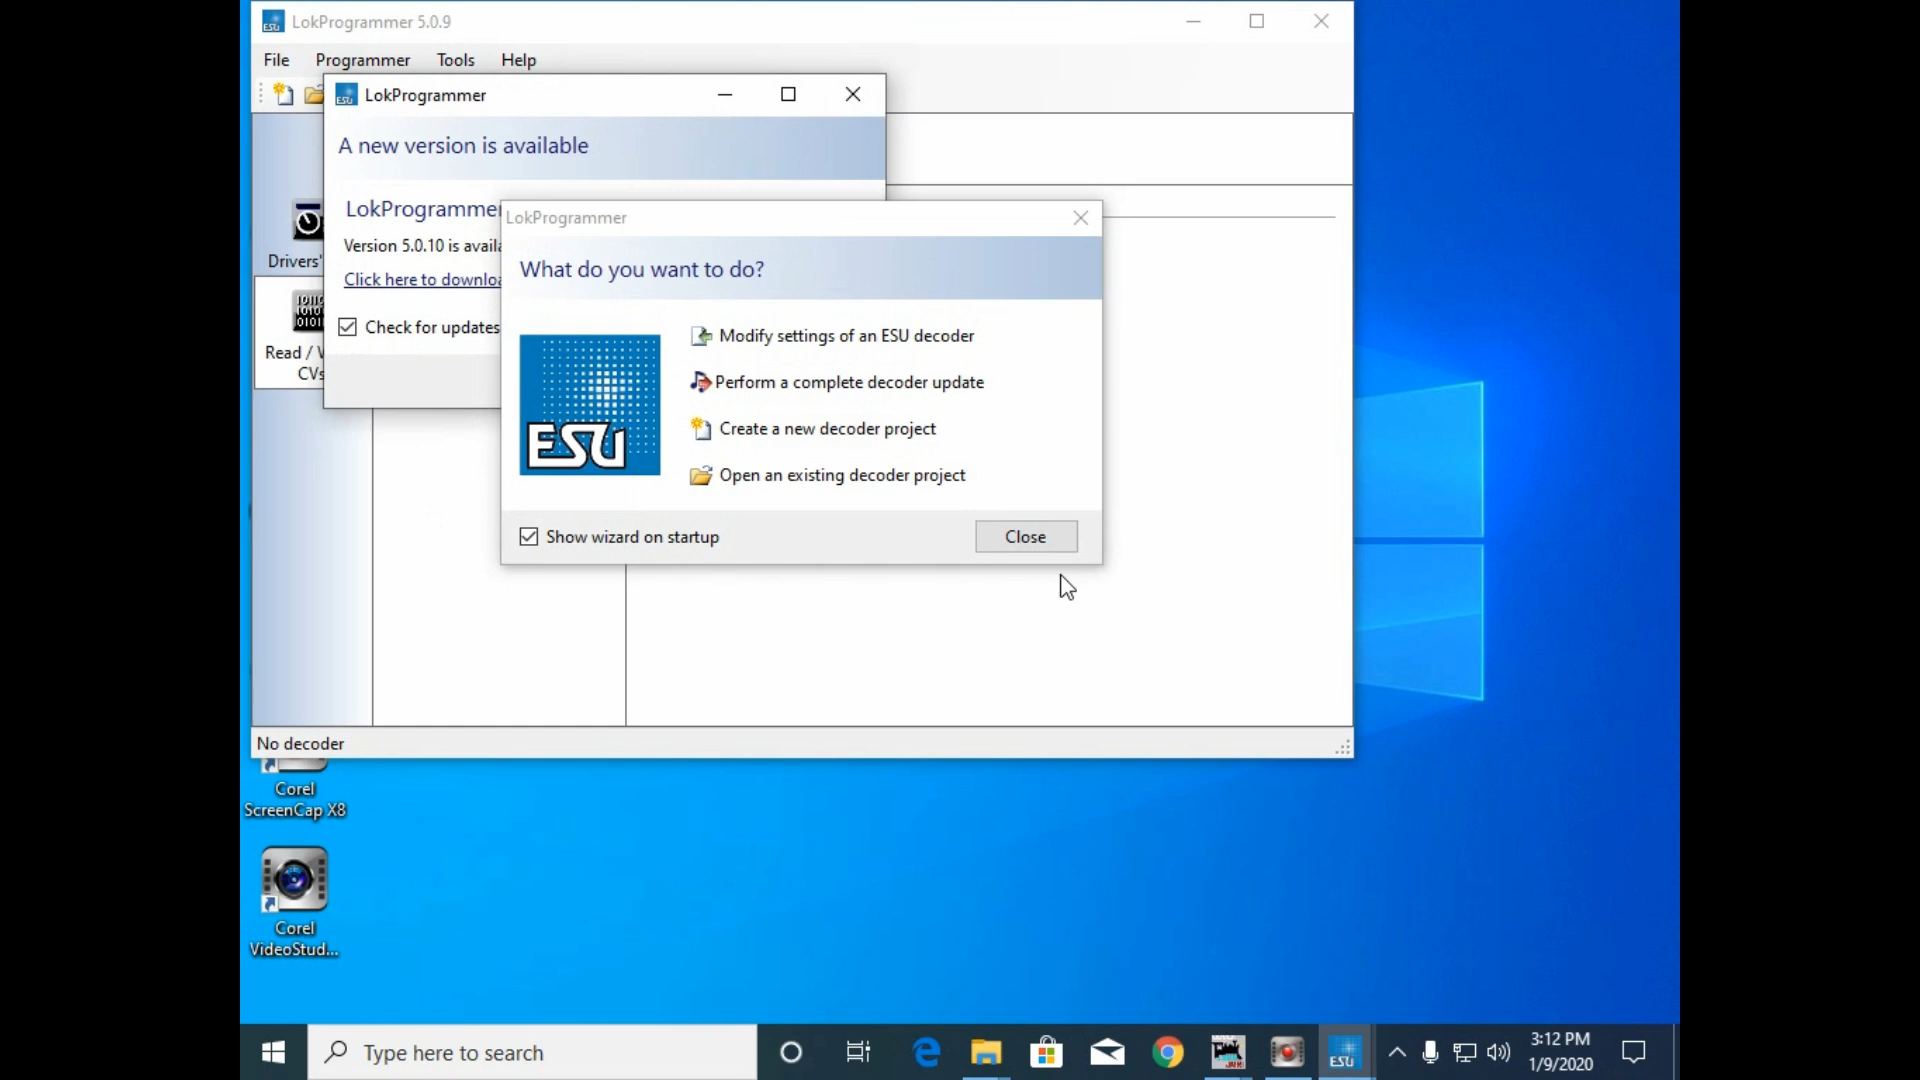 LokProgrammer 5.0.9
File Programmer Tools Help
LokProgrammer
A new version is available
LokProgrammer
Version 5.0.10 is
Click here to
Check for updates
LokProgrammer
What do you want to do?
Modify settings of an ESU decoder
Perform a complete decoder update
Create a new decoder project
Open an existing decoder project
ESU
Show wizard on startup
Close
Drivers'
Read /
CVs
No decoder
Corel
ScreenCap X8
Corel
VideoStud...
Type here to search
ESU
3:12 PM
1/9/2020